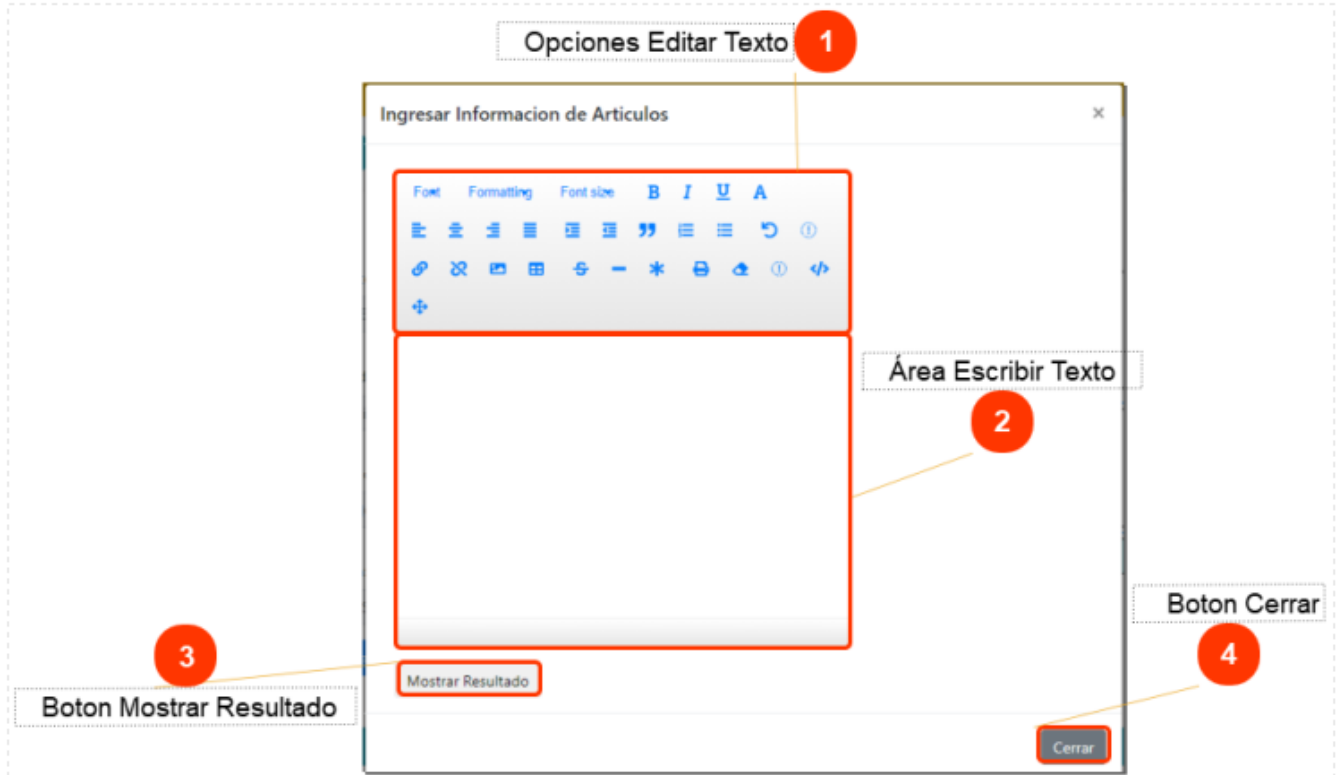 Opciones Editar Texto 1
Ingresar Informacion de Articulos ×
Font Formatting Font size B I U A
Área Escribir Texto
2
Boton Cerrar
3
4
Mostrar Resultado
Boton Mostrar Resultado
Cerrar